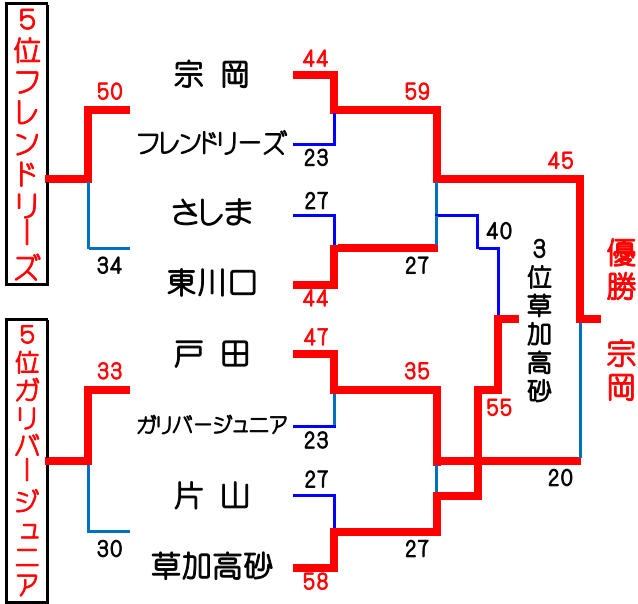 5位フレンドリーズ
50
34
宗岡
44
フレンドリーズ
23
59
さしま
27
東川口
44
27
45
40
3位草加高砂
優勝 宗岡
5位ガリバージュニア
33
30
戸田
47
ガリバージュニア
23
35
55
片山
27
草加高砂
58
27
20